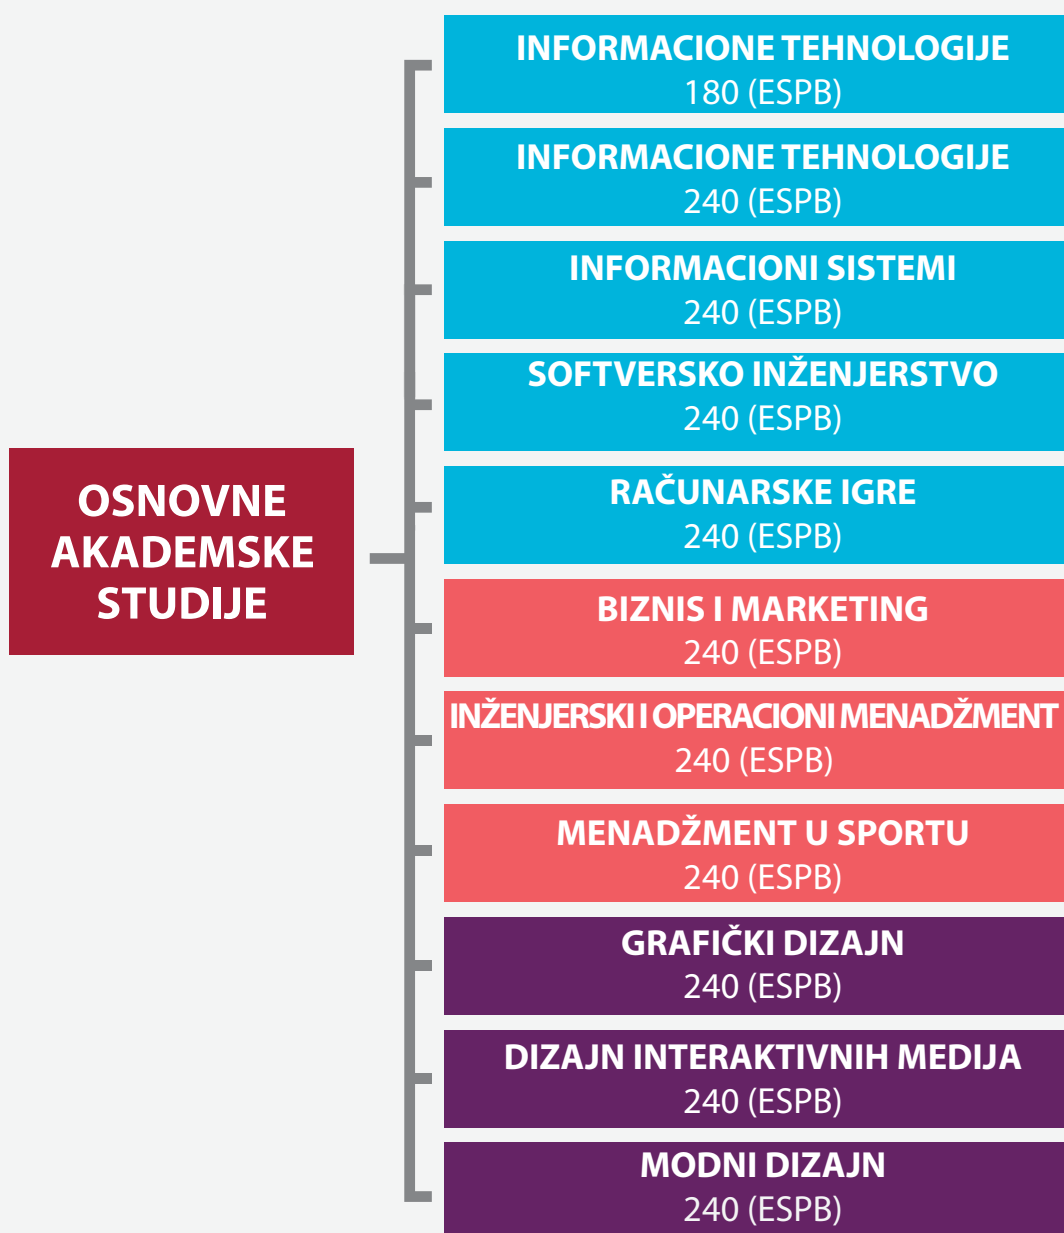 OSNOVNE
AKADEMSKE
STUDIJE
INFORMACIONE TEHNOLOGIJE
180 (ESPB)
INFORMACIONE TEHNOLOGIJE
240 (ESPB)
INFORMACIONI SISTEMI
240 (ESPB)
SOFTVERSKO INŽENJERSTVO
240 (ESPB)
RAČUNARSKE IGRE
240 (ESPB)
BIZNIS I MARKETING
240 (ESPB)
INŽENJERSKI I OPERACIONI MENADŽMENT
240 (ESPB)
MENADŽMENT U SPORTU
240 (ESPB)
GRAFIČKI DIZAJN
240 (ESPB)
DIZAJN INTERAKTIVNIH MEDIJA
240 (ESPB)
MODNI DIZAJN
240 (ESPB)